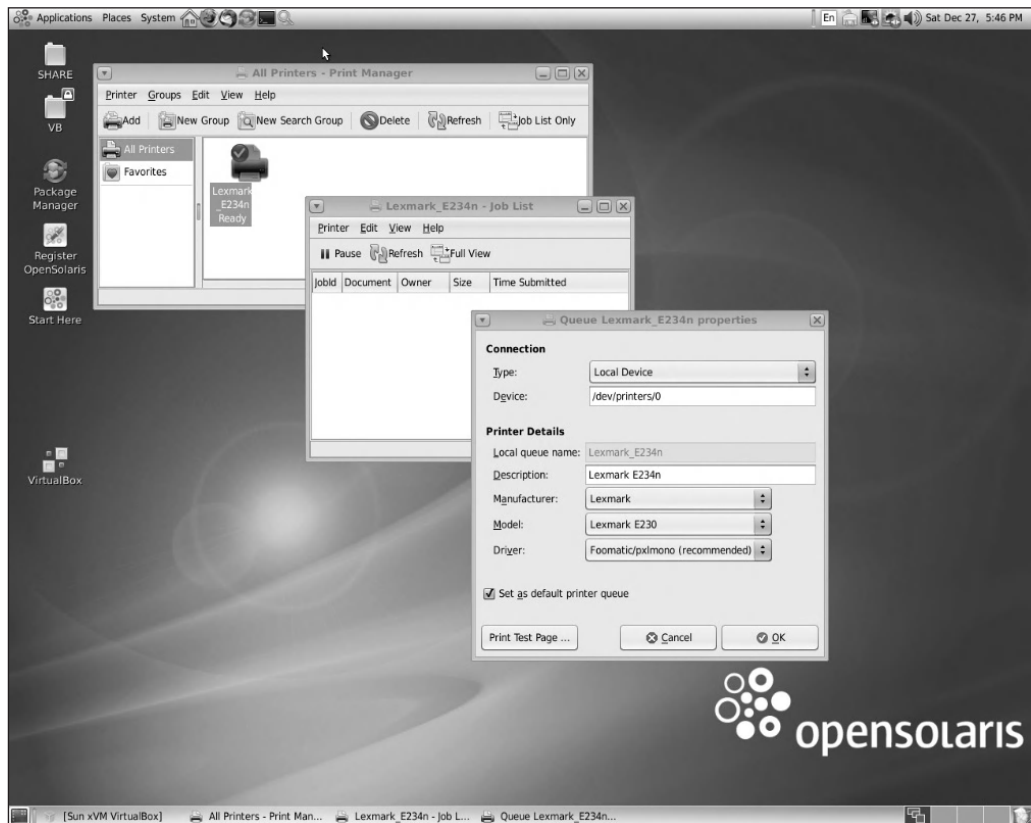 Applications Places System
En Sat Dec 27, 5:46 PM
SHARE
VB
Package
Manager
Register
OpenSolaris
Start Here
VirtualBox
All Printers - Print Manager
Printer Groups Edit View Help
Add New Group New Search Group Delete Refresh Job List Only
All Printers
Favorites
Lexmark
_E234n
Ready
Lexmark_E234n - Job List
Printer Edit View Help
Pause Refresh Full View
JobId Document Owner Size Time Submitted
Queue Lexmark_E234n properties
Connection
Type: Local Device
Device: /dev/printers/0
Printer Details
Local queue name: Lexmark_E234n
Description: Lexmark E234n
Manufacturer: Lexmark
Model: Lexmark E230
Driver: Foomatic/pxlmono (recommended)
Set as default printer queue
Print Test Page ... Cancel OK
opensolaris
[Sun xVM VirtualBox] All Printers - Print Man... Lexmark_E234n - Job L... Queue Lexmark_E234n...